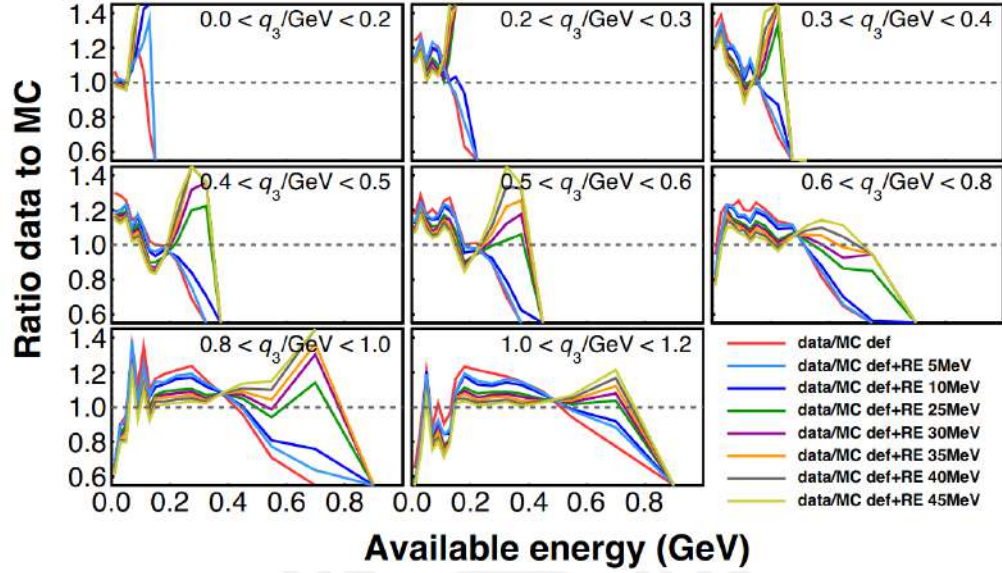 Ratio data to MC
0.0 < q₃/GeV < 0.2
0.2 < q₃/GeV < 0.3
0.3 < q₃/GeV < 0.4
1.4
1.2
1.0
0.8
0.6
0.4 < q₃/GeV < 0.5
0.5 < q₃/GeV < 0.6
0.6 < q₃/GeV < 0.8
1.4
1.2
1.0
0.8
0.6
0.8 < q₃/GeV < 1.0
1.0 < q₃/GeV < 1.2
1.4
1.2
1.0
0.8
0.6
0.0 0.2 0.4 0.6 0.8
0.0 0.2 0.4 0.6 0.8 1.0
data/MC def
data/MC def+RE 5MeV
data/MC def+RE 10MeV
data/MC def+RE 25MeV
data/MC def+RE 30MeV
data/MC def+RE 35MeV
data/MC def+RE 40MeV
data/MC def+RE 45MeV
Available energy (GeV)